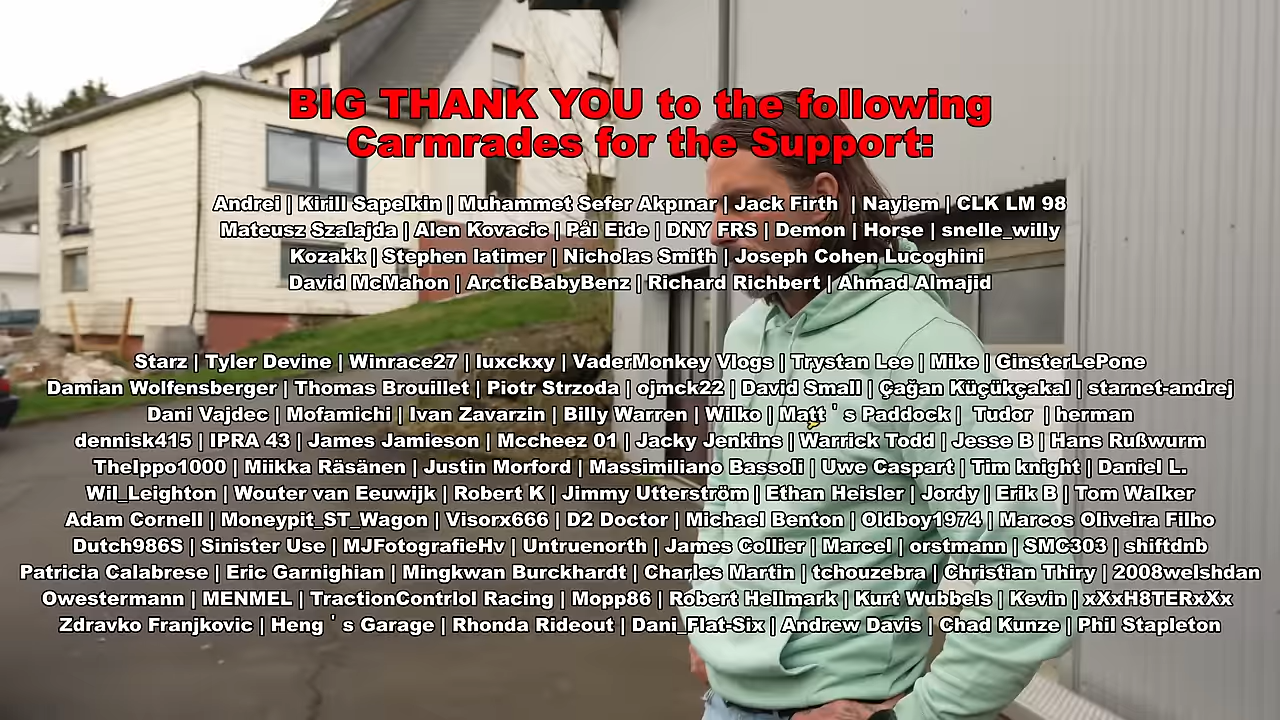 BIG THANK YOU to the following
Carmrades for the Support:
Andrei | Kirill Sapelkin | Muhammet Sefer Akpınar | Jack Firth | Nayiem | CLK LM 98
Mateusz Szalajda | Alen Kovacic | Pål Eide | DNY FRS | Demon | Horse | snelle_willy
Kozakk | Stephen latimer | Nicholas Smith | Joseph Cohen Lucoghini
David McMahon | ArcticBabyBenz | Richard Richbert | Ahmad Almajid
Starz | Tyler Devine | Winrace27 | luxckxy | VaderMonkey Vlogs | Trystan Lee | Mike | GinsterLePone
Damian Wolfensberger | Thomas Brouillet | Piotr Strzoda | ojmck22 | David Small | Çağan Küçükçakal | starnet-andrej
Dani Vajdec | Mofamichi | Ivan Zavarzin | Billy Warren | Wilko | Matt ' s Paddock | Tudor | herman
dennisk415 | IPRA 43 | James Jamieson | Mccheez 01 | Jacky Jenkins | Warrick Todd | Jesse B | Hans Rußwurm
TheIppo1000 | Miikka Räsänen | Justin Morford | Massimiliano Bassoli | Uwe Caspart | Tim knight | Daniel L.
Wil_Leighton | Wouter van Eeuwijk | Robert K | Jimmy Utterström | Ethan Heisler | Jordy | Erik B | Tom Walker
Adam Cornell | Moneypit_ST_Wagon | Visorx666 | D2 Doctor | Michael Benton | Oldboy1974 | Marcos Oliveira Filho
Dutch986S | Sinister Use | MJFotografieHv | Untruenorth | James Collier | Marcel | orstmann | SMC303 | shiftdnb
Patricia Calabrese | Eric Garnighian | Mingkwan Burckhardt | Charles Martin | tchouzebra | Christian Thiry | 2008welshdan
Owestermann | MENMEL | TractionContrlol Racing | Mopp86 | Robert Hellmark | Kurt Wubbels | Kevin | xXxH8TERxXx
Zdravko Franjkovic | Heng ' s Garage | Rhonda Rideout | Dani_Flat-Six | Andrew Davis | Chad Kunze | Phil Stapleton